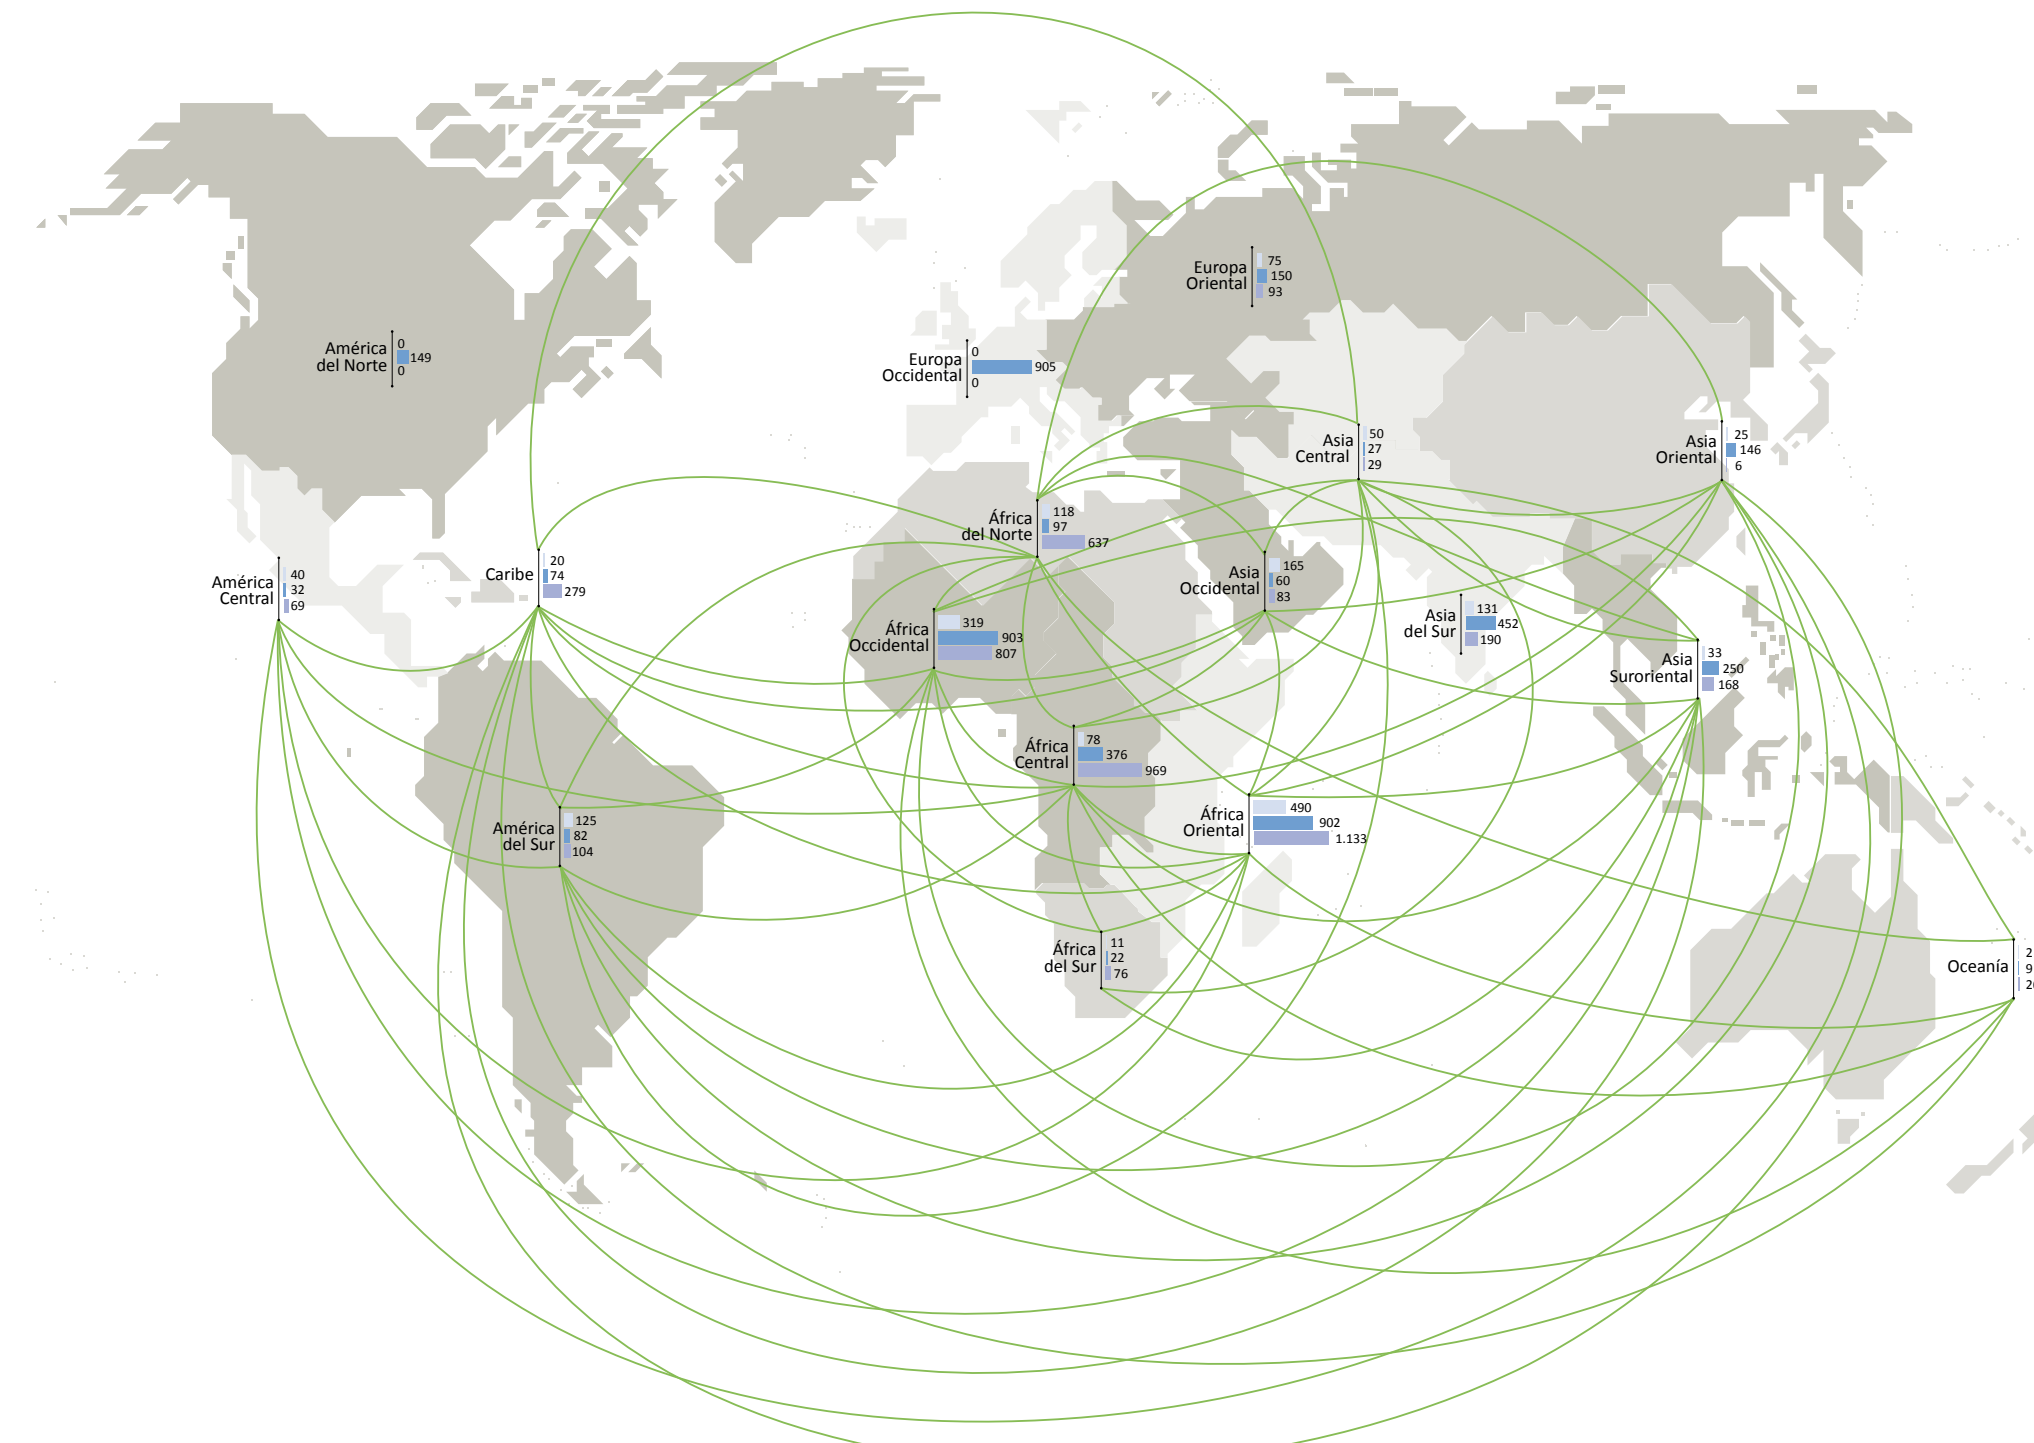 Europa
Oriental
75
150
93
América
del Norte
0
149
0
Europa
Occidental
0
905
0
Asia
Central
50
27
29
Asia
Oriental
25
146
6
África
del Norte
118
97
637
América
Central
40
32
69
Caribe
20
74
279
Asia
Occidental
165
60
83
África
Occidental
319
903
807
Asia
del Sur
131
452
190
Asia
Suroriental
33
250
168
África
Central
78
376
969
América
del Sur
125
82
104
África
Oriental
490
902
1.133
África
del Sur
11
22
76
Oceanía
2
9